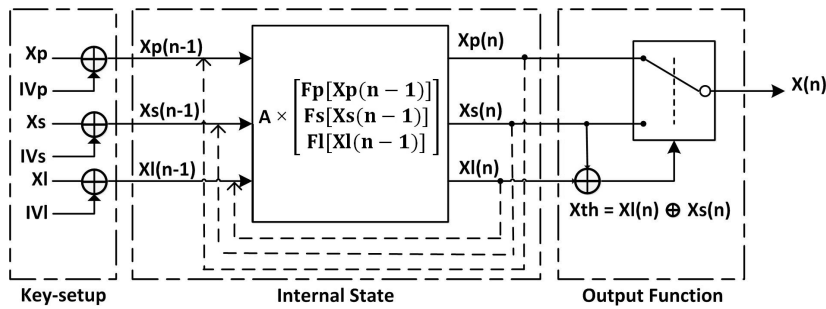 Xp
IVp
Xs
IVs
Xl
IVl
Key-setup
Xp(n-1)
Xs(n-1)
Xl(n-1)
A × [Fp[Xp(n − 1)]
Fs[Xs(n − 1)]
Fl[Xl(n − 1)]]
Xp(n)
Xs(n)
Xl(n)
Internal State
Xth = Xl(n) ⊕ Xs(n)
X(n)
Output Function